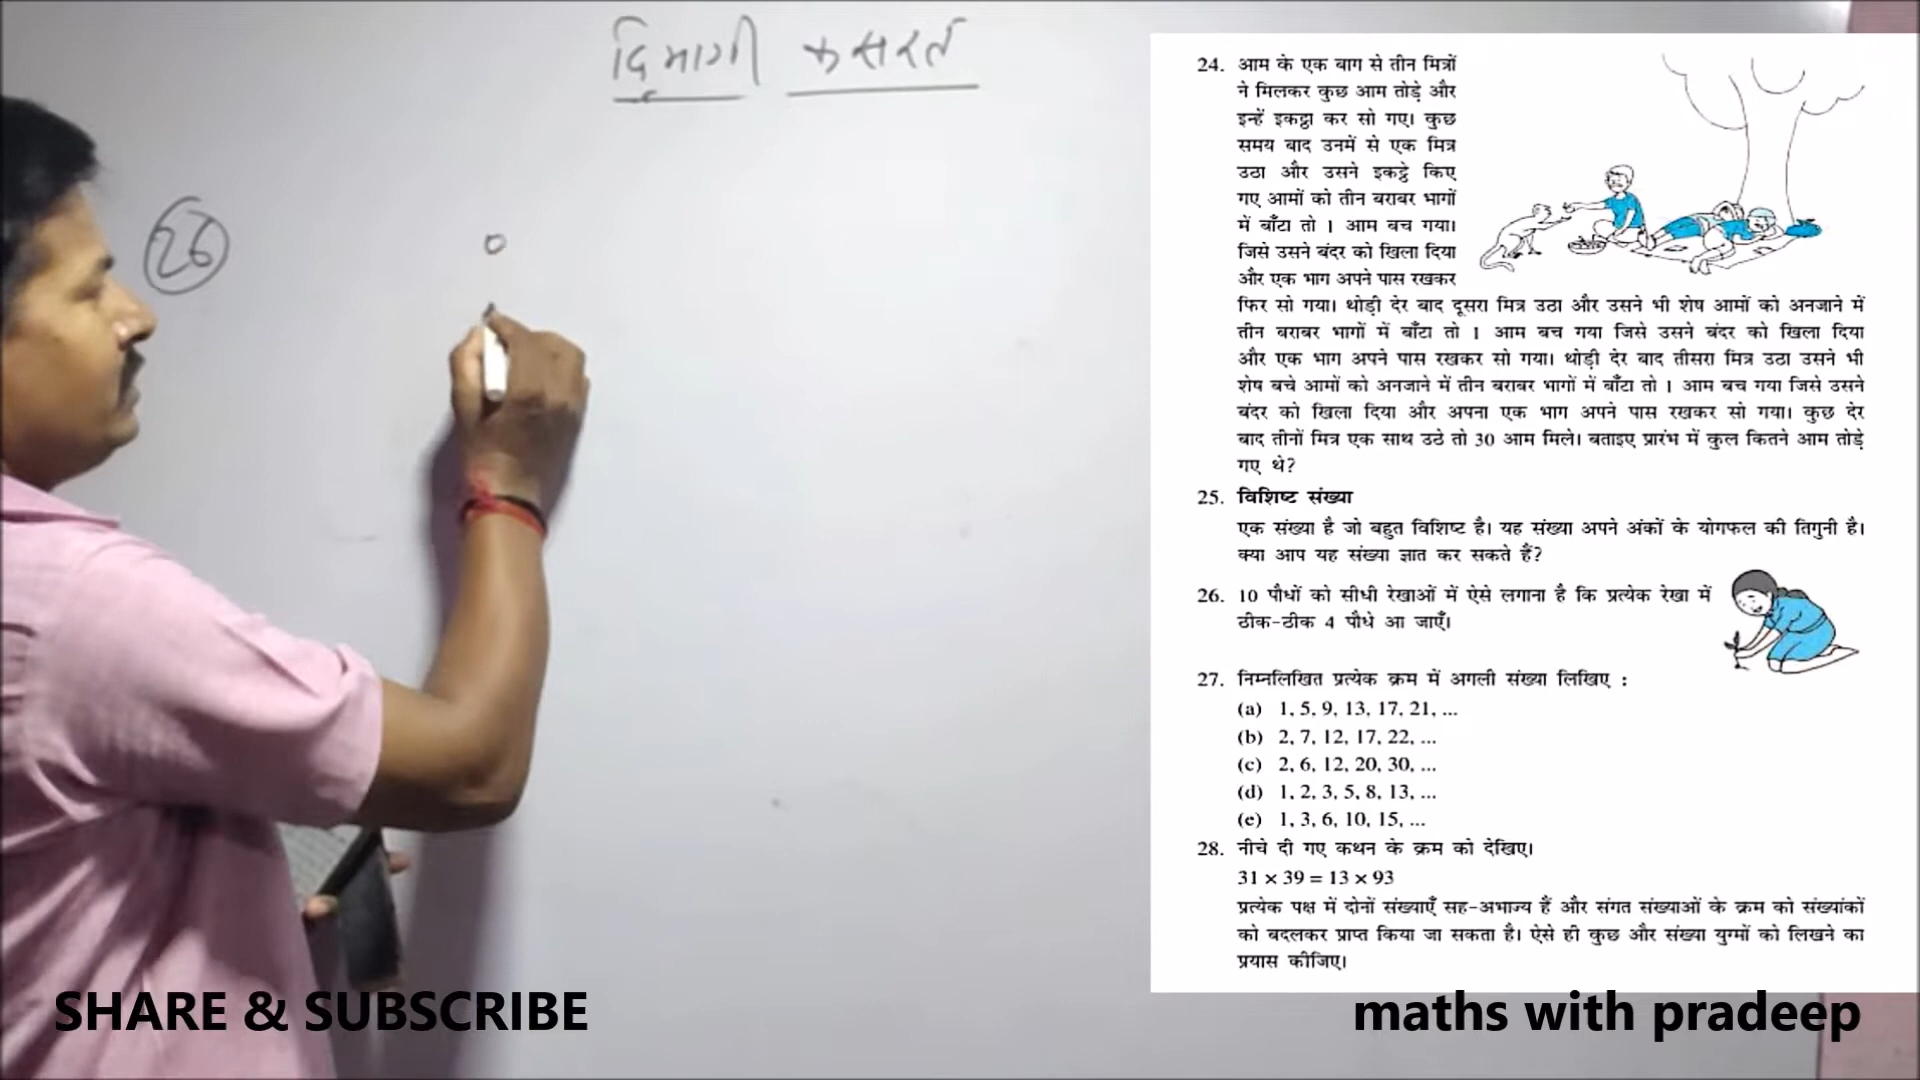 दिमागी कसरत
26
24. आम के एक बाग से तीन मित्रों
ने मिलकर कुछ आम तोड़े और
इन्हें इकट्ठा कर सो गए। कुछ
समय बाद उनमें से एक मित्र
उठा और उसने इकट्ठे किए
गए आमों को तीन बराबर भागों
में बाँटा तो 1 आम बच गया।
जिसे उसने बंदर को खिला दिया
और एक भाग अपने पास रखकर
फिर सो गया। थोड़ी देर बाद दूसरा मित्र उठा और उसने भी शेष आमों को अनजाने में
तीन बराबर भागों में बाँटा तो 1 आम बच गया जिसे उसने बंदर को खिला दिया
और एक भाग अपने पास रखकर सो गया। थोड़ी देर बाद तीसरा मित्र उठा उसने भी
शेष बचे आमों को अनजाने में तीन बराबर भागों में बाँटा तो 1 आम बच गया जिसे उसने
बंदर को खिला दिया और अपना एक भाग अपने पास रखकर सो गया। कुछ देर
बाद तीनों मित्र एक साथ उठे तो 30 आम मिले। बताइए प्रारंभ में कुल कितने आम तोड़े
गए थे?
25. विशिष्ट संख्या
एक संख्या है जो बहुत विशिष्ट है। यह संख्या अपने अंकों के योगफल की तिगुनी है।
क्या आप यह संख्या ज्ञात कर सकते हैं?
26. 10 पौधों को सीधी रेखाओं में ऐसे लगाना है कि प्रत्येक रेखा में
ठीक-ठीक 4 पौधे आ जाएँ।
27. निम्नलिखित प्रत्येक क्रम में अगली संख्या लिखिए :
(a) 1, 5, 9, 13, 17, 21, ...
(b) 2, 7, 12, 17, 22, ...
(c) 2, 6, 12, 20, 30, ...
(d) 1, 2, 3, 5, 8, 13, ...
(e) 1, 3, 6, 10, 15, ...
28. नीचे दी गए कथन के क्रम को देखिए।
31 × 39 = 13 × 93
प्रत्येक पक्ष में दोनों संख्याएँ सह-अभाज्य हैं और संगत संख्याओं के क्रम को संख्यांकों
को बदलकर प्राप्त किया जा सकता है। ऐसे ही कुछ और संख्या युग्मों को लिखने का
प्रयास कीजिए।
SHARE & SUBSCRIBE
maths with pradeep